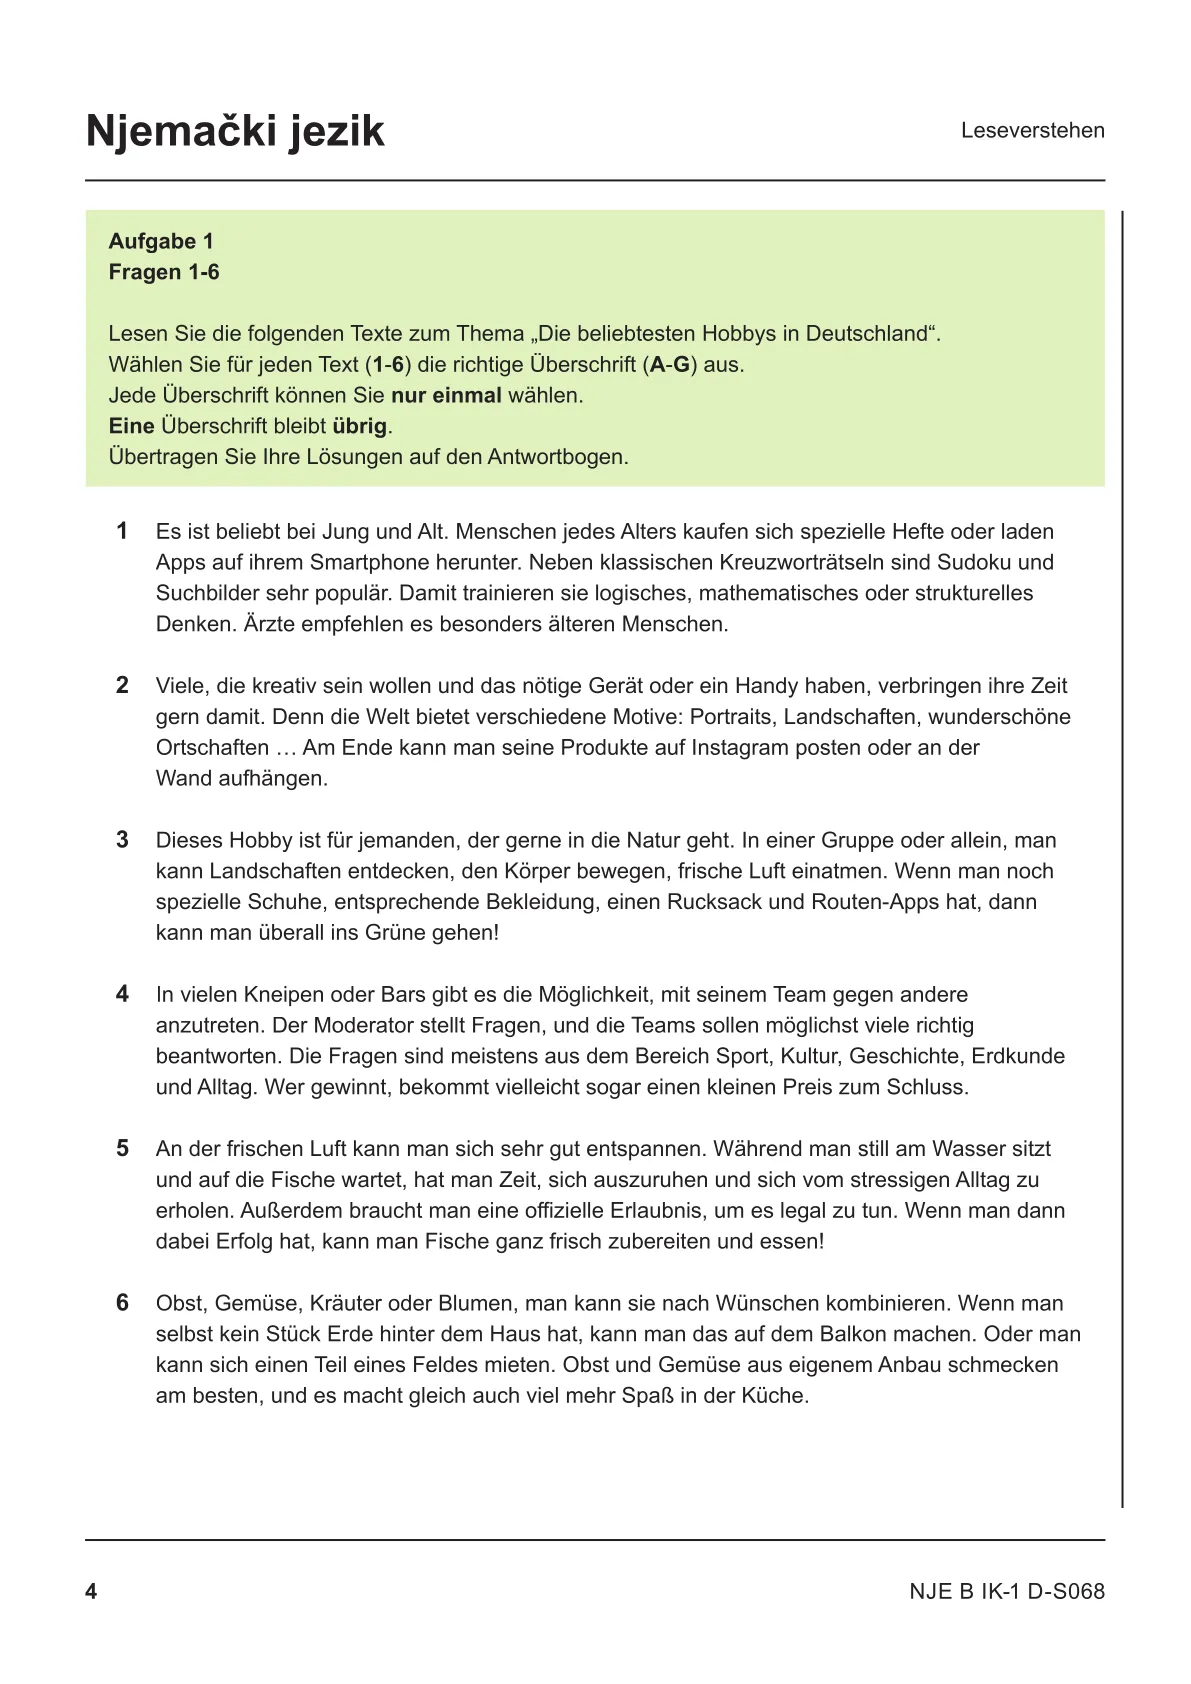 Njemački jezik
Leseverstehen
Aufgabe 1
Fragen 1-6
Lesen Sie die folgenden Texte zum Thema „Die beliebtesten Hobbys in Deutschland“.
Wählen Sie für jeden Text (1-6) die richtige Überschrift (A-G) aus.
Jede Überschrift können Sie nur einmal wählen.
Eine Überschrift bleibt übrig.
Übertragen Sie Ihre Lösungen auf den Antwortbogen.
1 Es ist beliebt bei Jung und Alt. Menschen jedes Alters kaufen sich spezielle Hefte oder laden
Apps auf ihrem Smartphone herunter. Neben klassischen Kreuzworträtseln sind Sudoku und
Suchbilder sehr populär. Damit trainieren sie logisches, mathematisches oder strukturelles
Denken. Ärzte empfehlen es besonders älteren Menschen.
2 Viele, die kreativ sein wollen und das nötige Gerät oder ein Handy haben, verbringen ihre Zeit
gern damit. Denn die Welt bietet verschiedene Motive: Portraits, Landschaften, wunderschöne
Ortschaften … Am Ende kann man seine Produkte auf Instagram posten oder an der
Wand aufhängen.
3 Dieses Hobby ist für jemanden, der gerne in die Natur geht. In einer Gruppe oder allein, man
kann Landschaften entdecken, den Körper bewegen, frische Luft einatmen. Wenn man noch
spezielle Schuhe, entsprechende Bekleidung, einen Rucksack und Routen-Apps hat, dann
kann man überall ins Grüne gehen!
4 In vielen Kneipen oder Bars gibt es die Möglichkeit, mit seinem Team gegen andere
anzutreten. Der Moderator stellt Fragen, und die Teams sollen möglichst viele richtig
beantworten. Die Fragen sind meistens aus dem Bereich Sport, Kultur, Geschichte, Erdkunde
und Alltag. Wer gewinnt, bekommt vielleicht sogar einen kleinen Preis zum Schluss.
5 An der frischen Luft kann man sich sehr gut entspannen. Während man still am Wasser sitzt
und auf die Fische wartet, hat man Zeit, sich auszuruhen und sich vom stressigen Alltag zu
erholen. Außerdem braucht man eine offizielle Erlaubnis, um es legal zu tun. Wenn man dann
dabei Erfolg hat, kann man Fische ganz frisch zubereiten und essen!
6 Obst, Gemüse, Kräuter oder Blumen, man kann sie nach Wünschen kombinieren. Wenn man
selbst kein Stück Erde hinter dem Haus hat, kann man das auf dem Balkon machen. Oder man
kann sich einen Teil eines Feldes mieten. Obst und Gemüse aus eigenem Anbau schmecken
am besten, und es macht gleich auch viel mehr Spaß in der Küche.
4
NJE B IK-1 D-S068